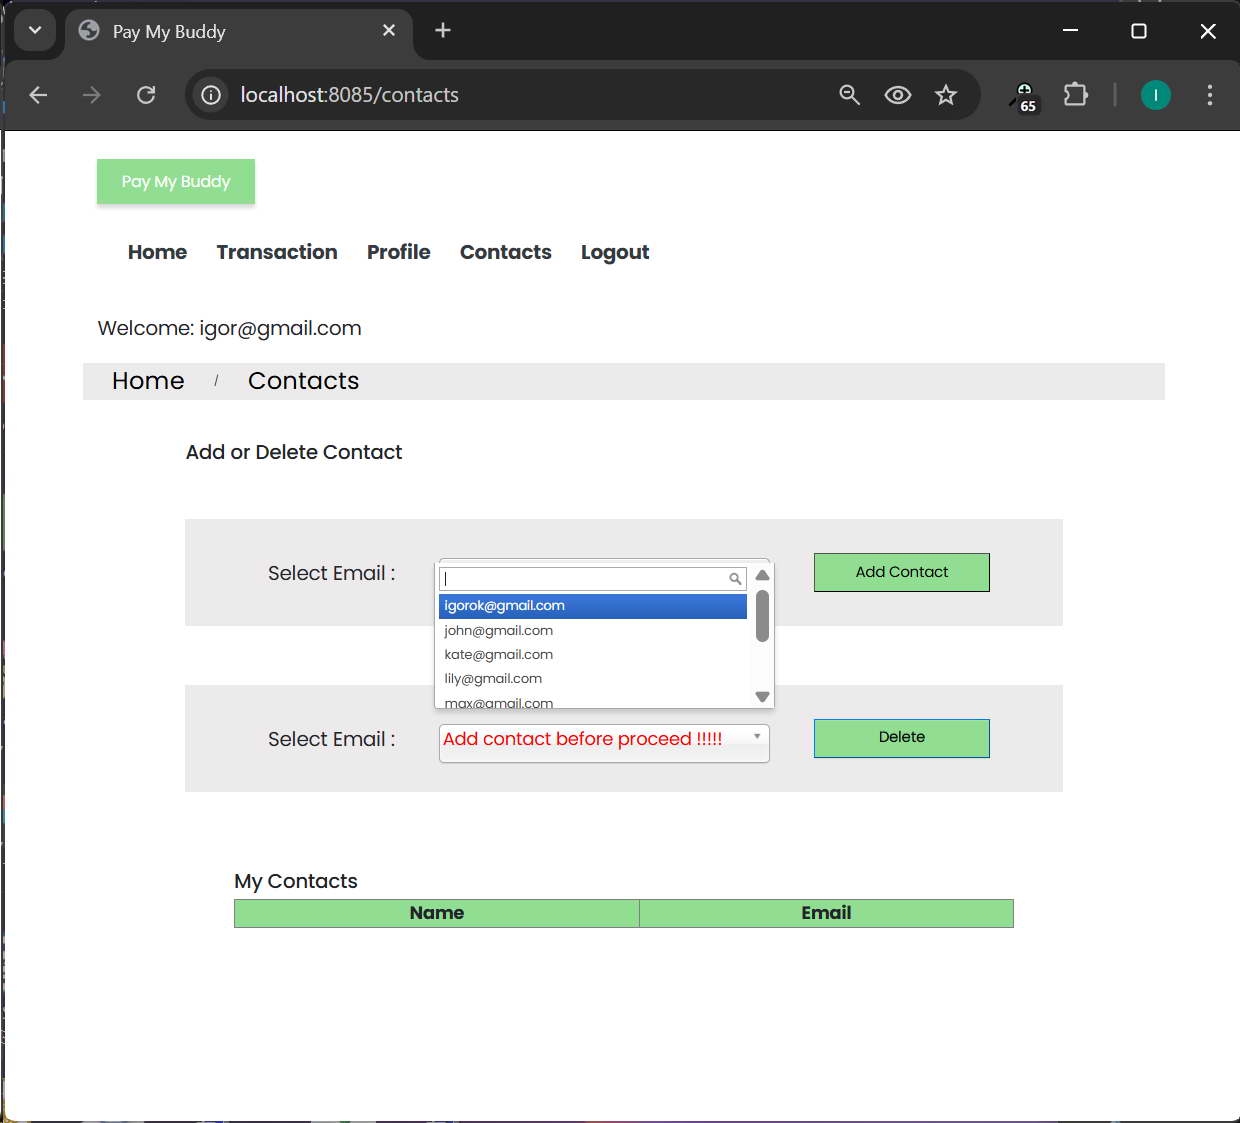 Pay My Buddy
localhost:8085/contacts
65
I
Pay My Buddy
Home Transaction Profile Contacts Logout
Welcome: igor@gmail.com
Home / Contacts
Add or Delete Contact
Select Email :
Add Contact
igorok@gmail.com
john@gmail.com
kate@gmail.com
lily@gmail.com
max@gmail.com
Select Email :
Add contact before proceed !!!!!
Delete
My Contacts
Name Email